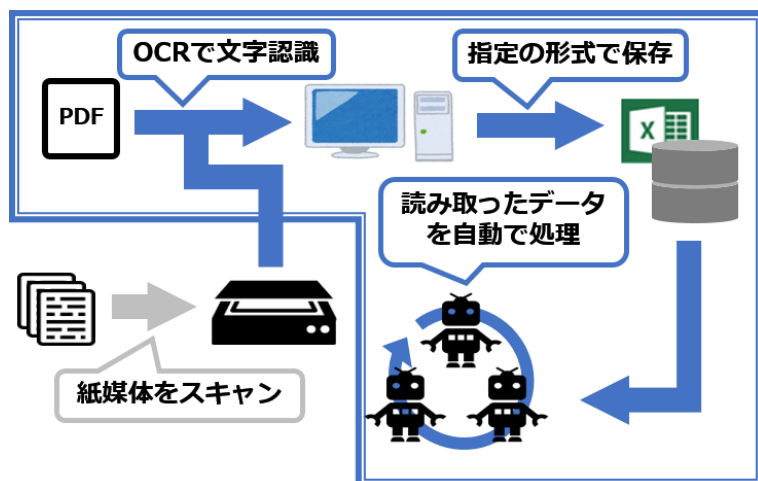 OCRで文字認識
指定の形式で保存
PDF
X
読み取ったデータ
を自動で処理
紙媒体をスキャン